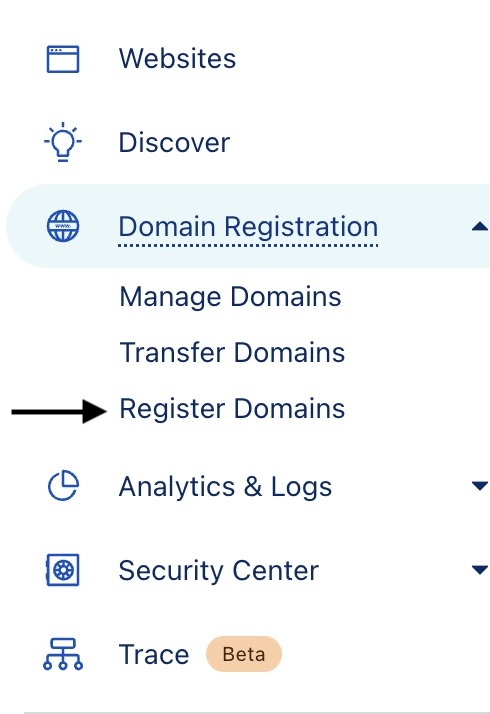 Websites
Discover
Domain Registration
Manage Domains
Transfer Domains
Register Domains
Analytics & Logs
Security Center
Trace Beta